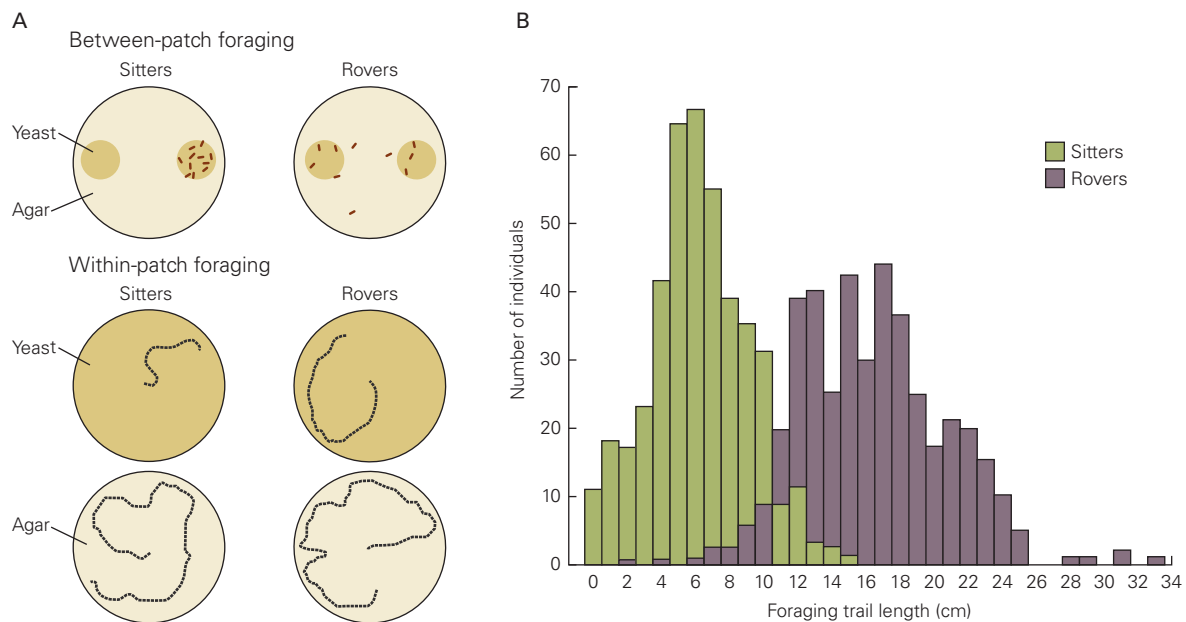 A
Between-patch foraging
Sitters
Rovers
Yeast
Agar
Within-patch foraging
Sitters
Rovers
Yeast
Agar
B
70
60
50
40
30
20
10
0
Number of individuals
Sitters
Rovers
0 2 4 6 8 10 12 14 16 18 20 22 24 26 28 30 32 34
Foraging trail length (cm)